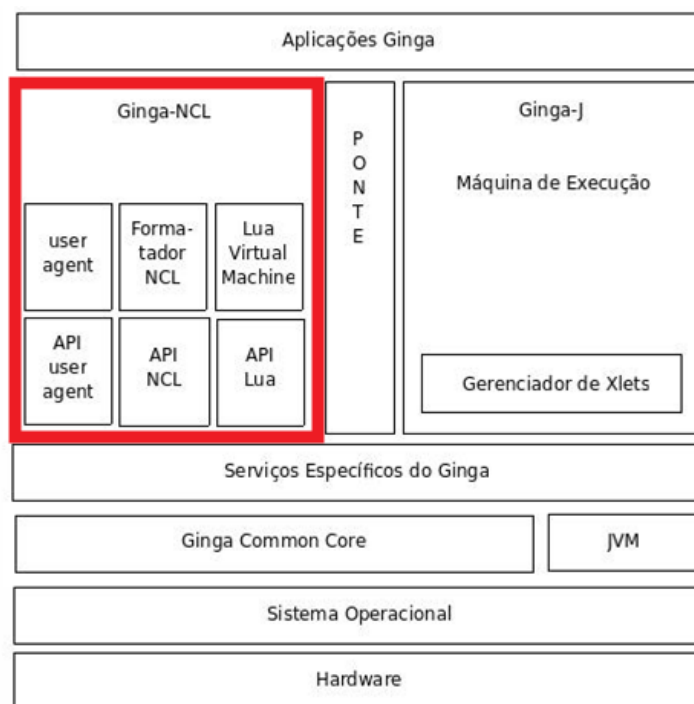 Aplicações Ginga
Ginga-NCL
user
agent
Forma-
tador
NCL
Lua
Virtual
Machine
API
user
agent
API
NCL
API
Lua
P
O
N
T
E
Ginga-J
Máquina de Execução
Gerenciador de Xlets
Serviços Específicos do Ginga
Ginga Common Core
JVM
Sistema Operacional
Hardware